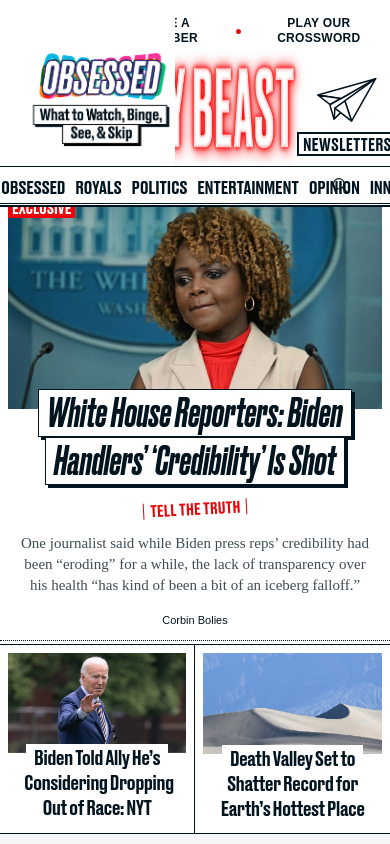 E A
BER
PLAY OUR
CROSSWORD
OBSESSED
What to Watch, Binge,
See, & Skip
Y BEAST
NEWSLETTERS
OBSESSED ROYALS POLITICS ENTERTAINMENT OPINION INN
EXCLUSIVE
THE WHITE
WASHI
White House Reporters: Biden
Handlers’ ‘Credibility’ Is Shot
TELL THE TRUTH
One journalist said while Biden press reps’ credibility had
been “eroding” for a while, the lack of transparency over
his health “has kind of been a bit of an iceberg falloff.”
Corbin Bolies
Biden Told Ally He’s
Considering Dropping
Out of Race: NYT
Death Valley Set to
Shatter Record for
Earth’s Hottest Place